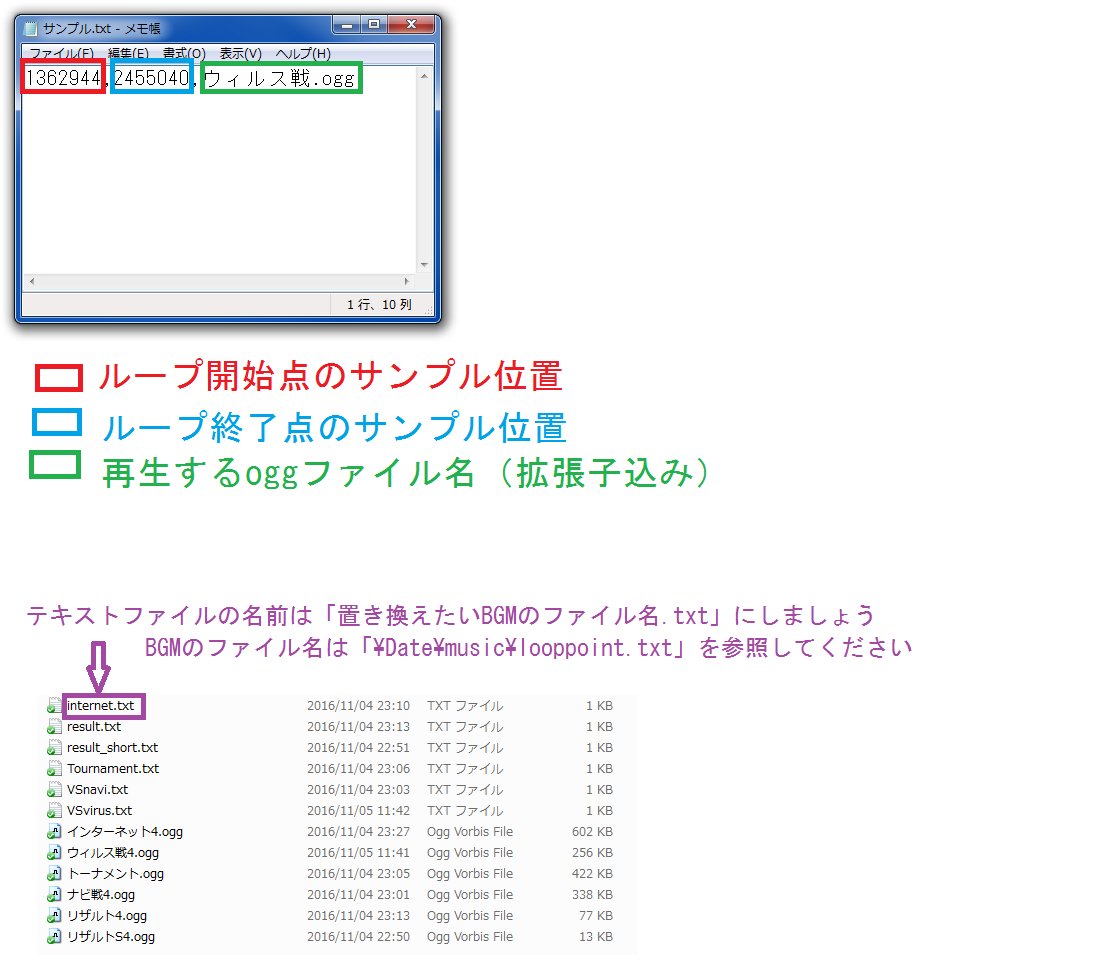 サンプル.txt - メモ帳
ファイル(F) 編集(E) 書式(O) 表示(V) ヘルプ(H)
1362944,2455040,ウィルス戦.ogg
1 行、10 列
ループ開始点のサンプル位置
ループ終了点のサンプル位置
再生するoggファイル名（拡張子込み）
テキストファイルの名前は「置き換えたいBGMのファイル名.txt」にしましょう
BGMのファイル名は「¥Date¥music¥looppoint.txt」を参照してください
internet.txt 2016/11/04 23:10 TXT ファイル 1 KB
result.txt 2016/11/04 23:13 TXT ファイル 1 KB
result_short.txt 2016/11/04 22:51 TXT ファイル 1 KB
Tournament.txt 2016/11/04 23:06 TXT ファイル 1 KB
VSnavi.txt 2016/11/04 23:03 TXT ファイル 1 KB
VSvirus.txt 2016/11/05 11:42 TXT ファイル 1 KB
インターネット4.ogg 2016/11/04 23:27 Ogg Vorbis File 602 KB
ウィルス戦4.ogg 2016/11/05 11:41 Ogg Vorbis File 256 KB
トーナメント.ogg 2016/11/04 23:05 Ogg Vorbis File 422 KB
ナビ戦4.ogg 2016/11/04 23:01 Ogg Vorbis File 338 KB
リザルト4.ogg 2016/11/04 23:13 Ogg Vorbis File 77 KB
リザルトS4.ogg 2016/11/04 22:50 Ogg Vorbis File 13 KB